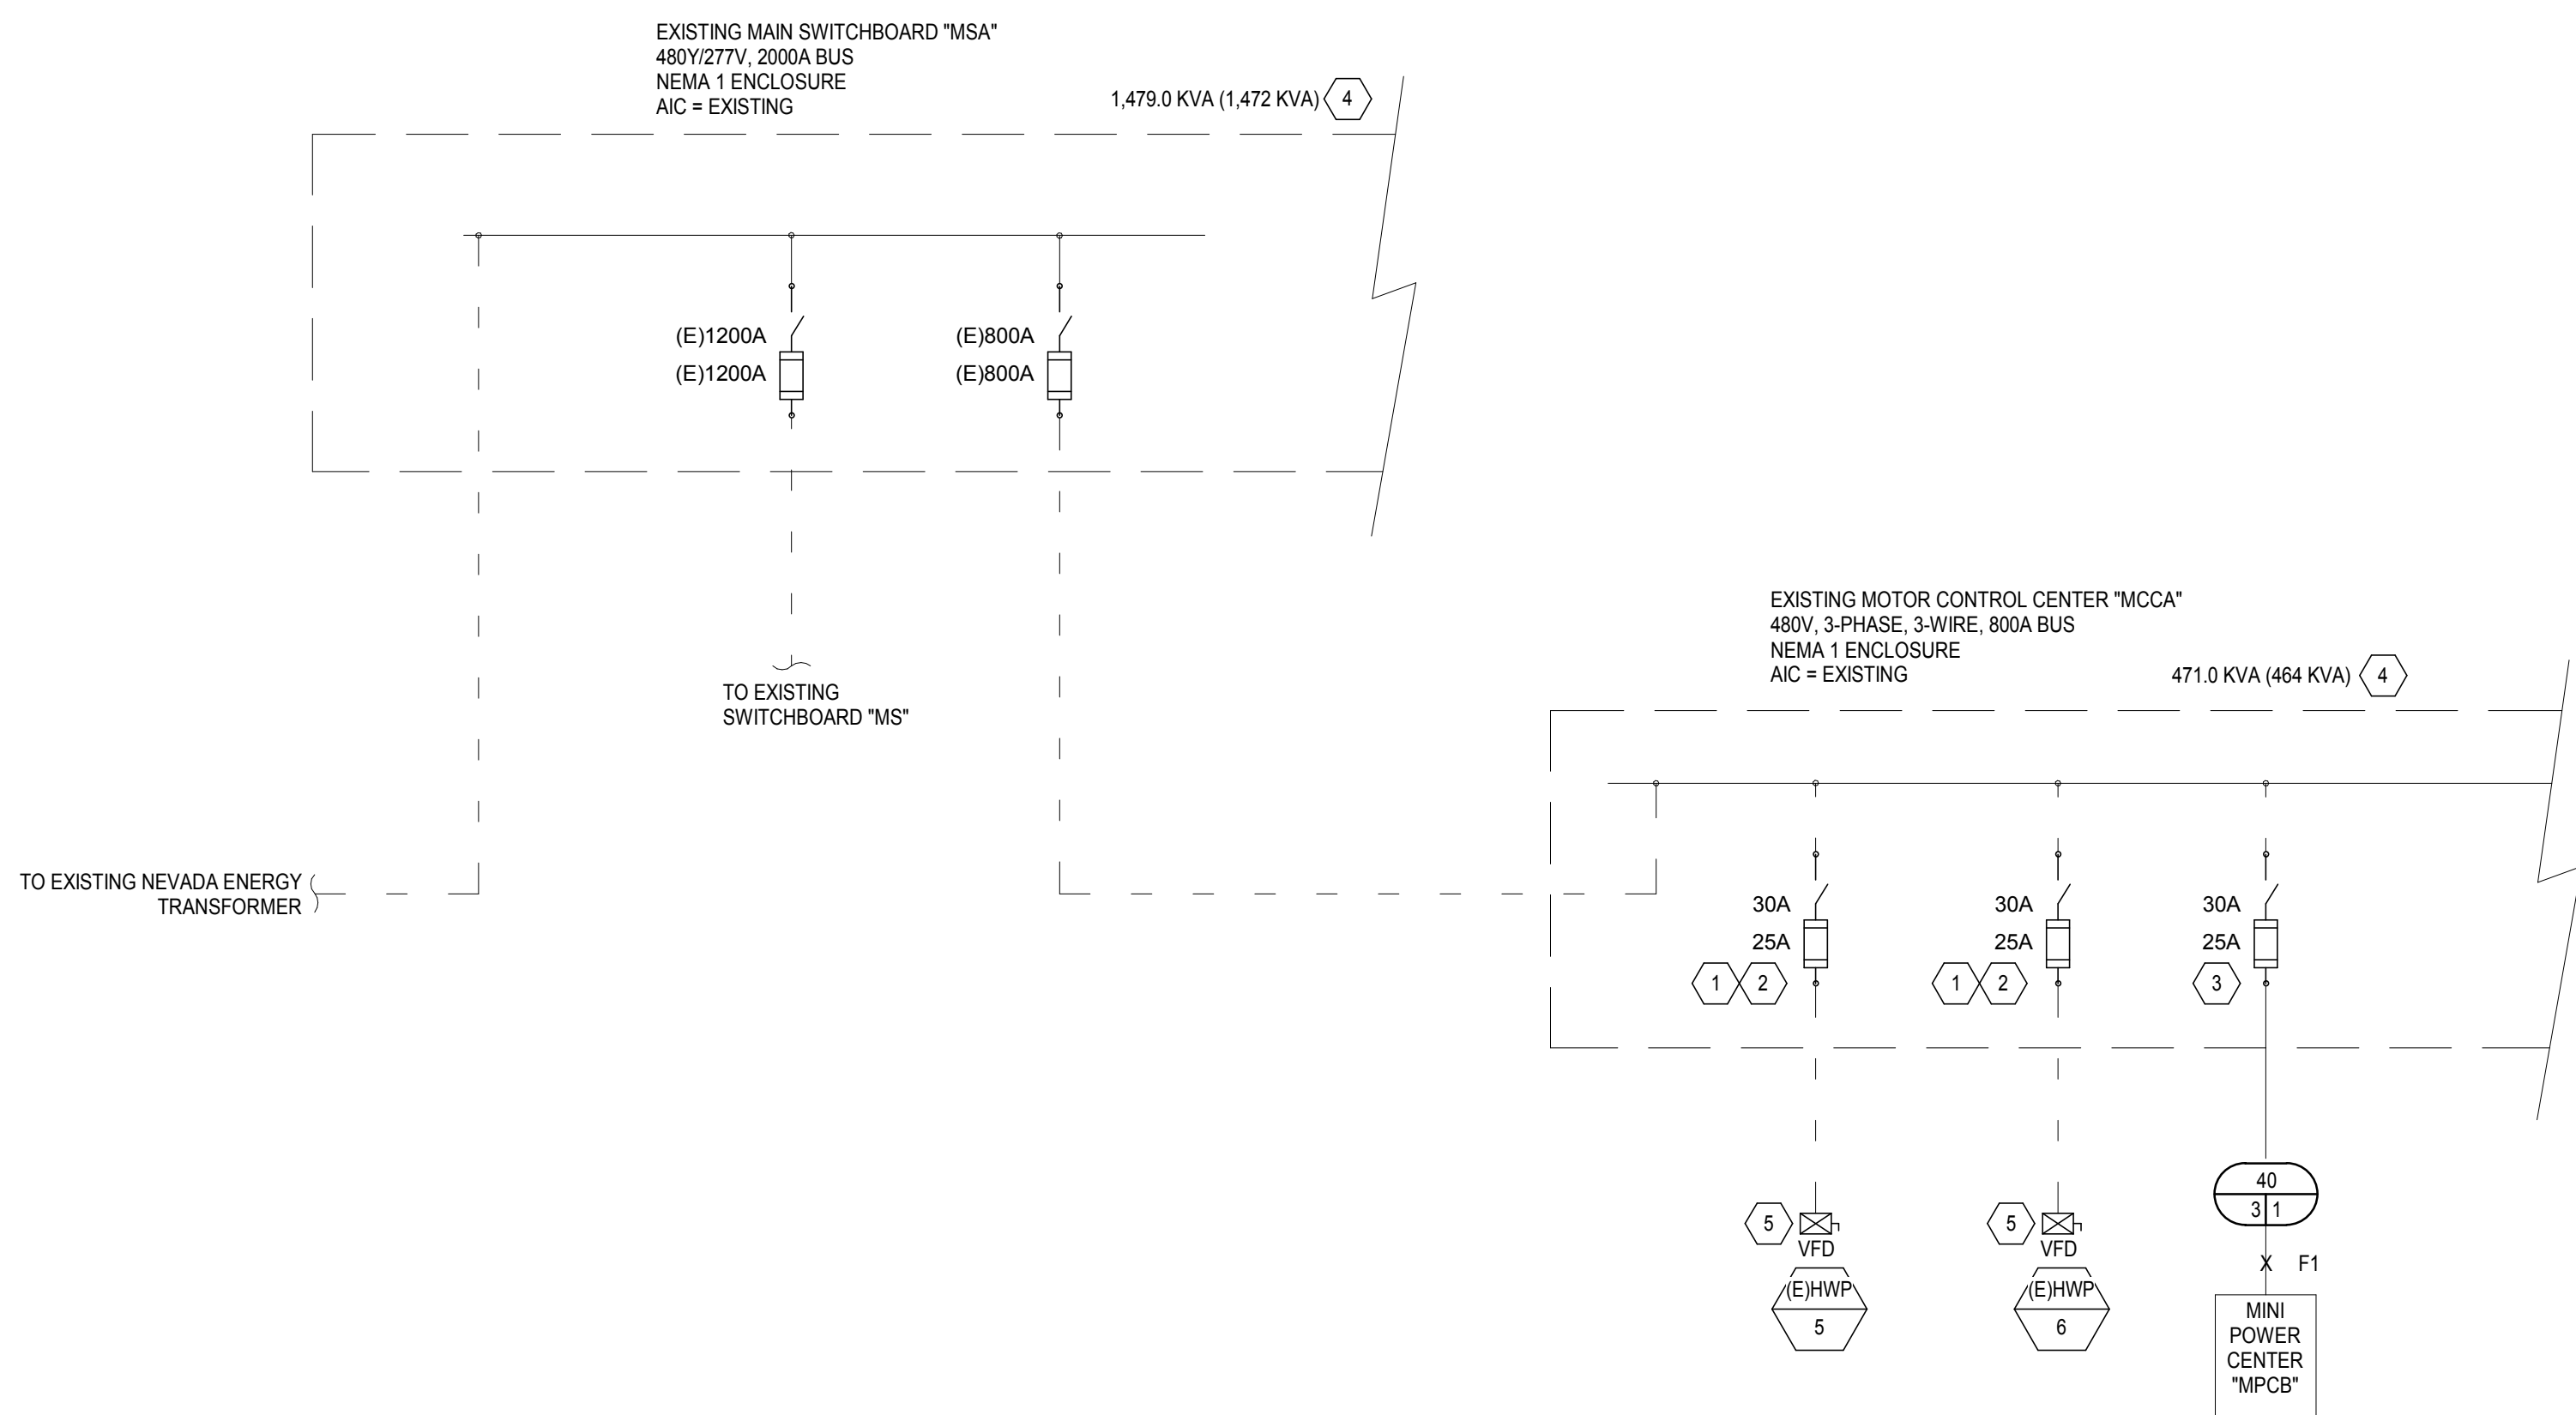 EXISTING MAIN SWITCHBOARD "MSA"
480Y/277V, 2000A BUS
NEMA 1 ENCLOSURE
AIC = EXISTING
1,479.0 KVA (1,472 KVA) 4
(E)1200A
(E)1200A
(E)800A
(E)800A
TO EXISTING
SWITCHBOARD "MS"
TO EXISTING NEVADA ENERGY
TRANSFORMER
EXISTING MOTOR CONTROL CENTER "MCCA"
480V, 3-PHASE, 3-WIRE, 800A BUS
NEMA 1 ENCLOSURE
AIC = EXISTING
471.0 KVA (464 KVA) 4
30A
25A
1 2
30A
25A
1 2
30A
25A
3
5
VFD
(E)HWP
5
5
VFD
(E)HWP
6
40
3 1
X F1
MINI
POWER
CENTER
"MPCB"